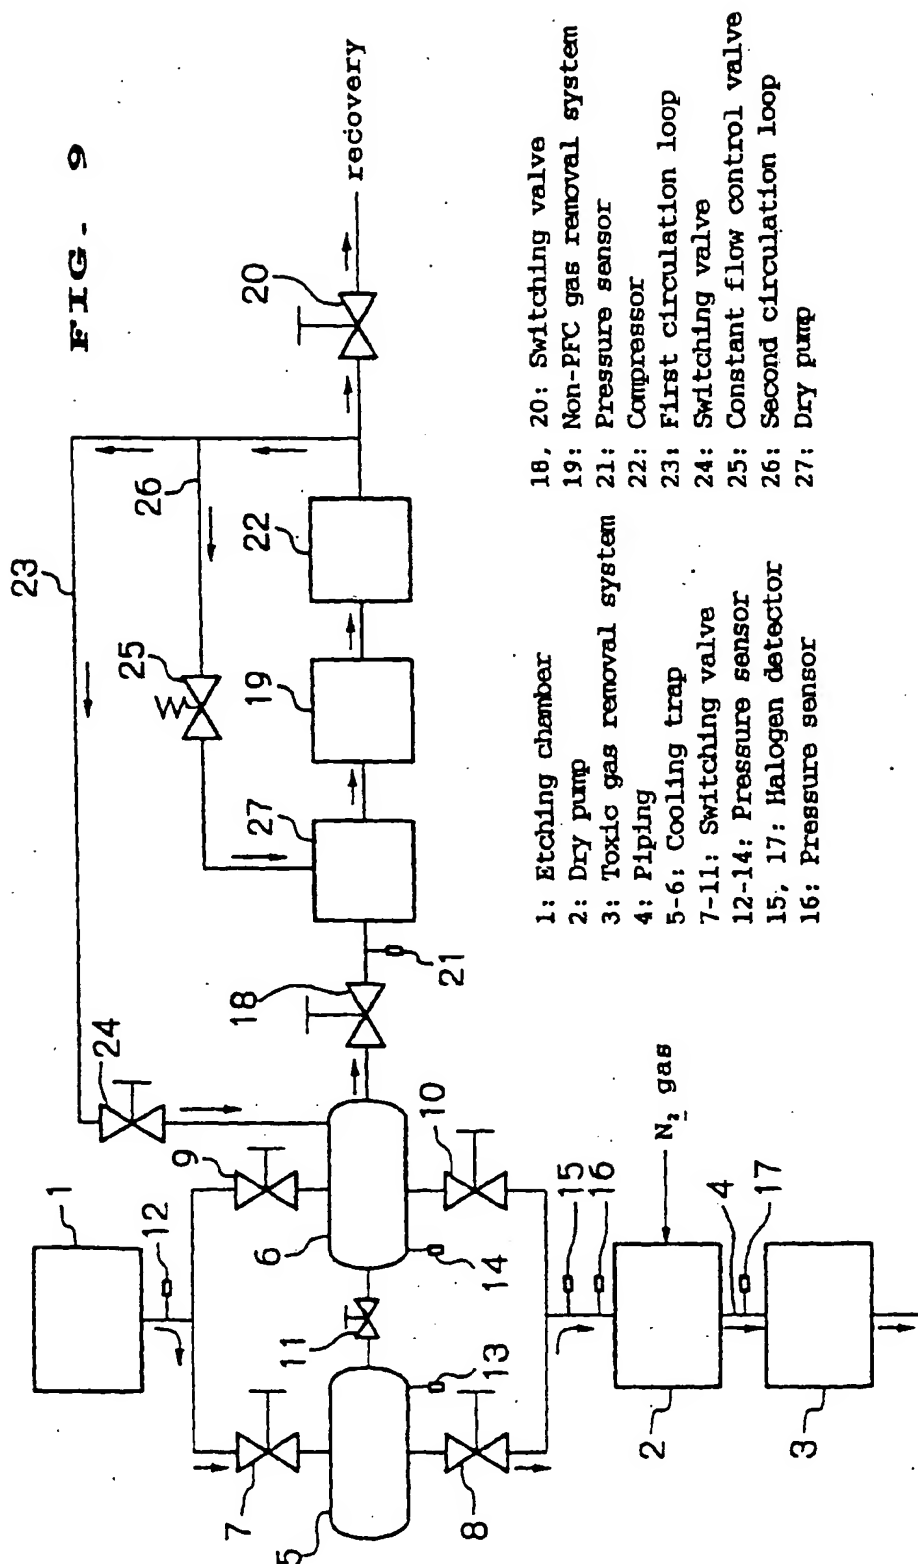 FIG. 9
23
26
25
24
20
recovery
22
19
27
18
21
1
12
9
10
6
14
11
7
5
13
8
15
16
N₂ gas
2
4
17
3
1: Etching chamber
2: Dry pump
3: Toxic gas removal system
4: Piping
5-6: Cooling trap
7-11: Switching valve
12-14: Pressure sensor
15, 17: Halogen detector
16: Pressure sensor
18, 20: Switching valve
19: Non-PFC gas removal system
21: Pressure sensor
22: Compressor
23: First circulation loop
24: Switching valve
25: Constant flow control valve
26: Second circulation loop
27: Dry pump